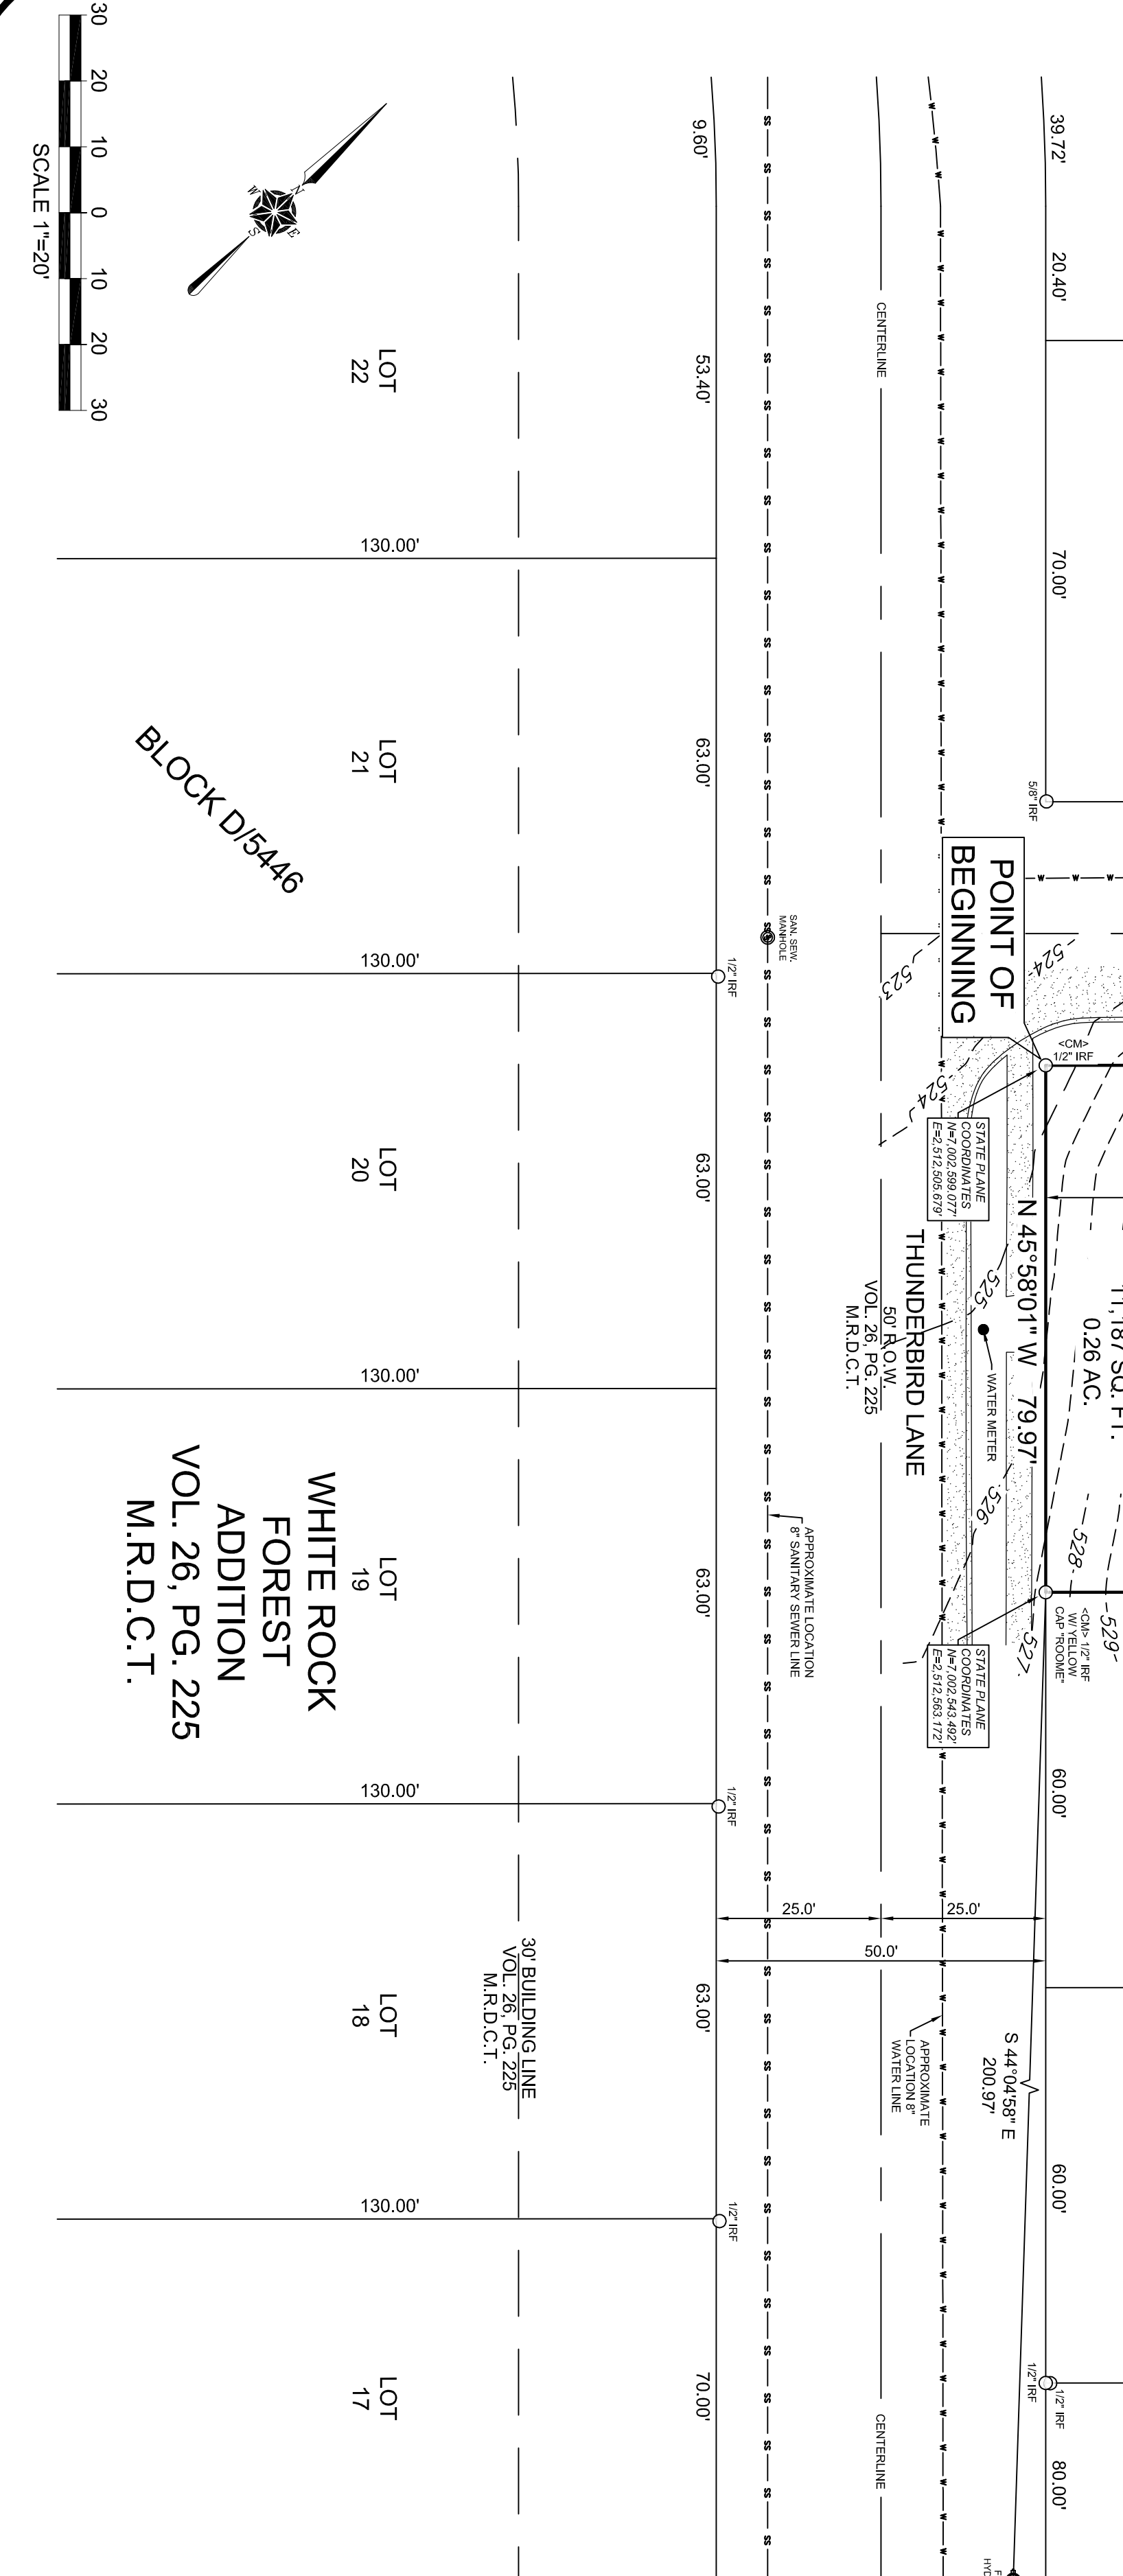 39.72'
20.40'
70.00'
5/8" IRF
POINT OF
BEGINNING
-524-
523
-524
<CM>
1/2" IRF
STATE PLANE
COORDINATES
N=7,002,599.077'
E=2,512,505.679'
N 45°58'01" W 79.97'
11,187 SQ. FT.
0.26 AC.
525
526
527
528
-529-
WATER METER
THUNDERBIRD LANE
50' R.O.W.
VOL. 26, PG. 225
M.R.D.C.T.
<CM> 1/2" IRF
W/ YELLOW
CAP "ROOME"
STATE PLANE
COORDINATES
N=7,002,543.492'
E=2,512,563.172'
60.00'
S 44°04'58" E
200.97'
60.00'
1/2" IRF
1/2" IRF
80.00'
CENTERLINE
SAN. SEW.
MANHOLE
APPROXIMATE LOCATION
8" SANITARY SEWER LINE
APPROXIMATE
LOCATION 8"
WATER LINE
25.0'
25.0'
50.0'
CENTERLINE
9.60'
53.40'
63.00'
1/2" IRF
63.00'
63.00'
1/2" IRF
63.00'
1/2" IRF
70.00'
30' BUILDING LINE
VOL. 26, PG. 225
M.R.D.C.T.
130.00'
130.00'
130.00'
130.00'
130.00'
LOT
22
LOT
21
LOT
20
LOT
19
LOT
18
LOT
17
BLOCK D/5446
WHITE ROCK
FOREST
ADDITION
VOL. 26, PG. 225
M.R.D.C.T.
N
E
S
W
30 20 10 0 10 20 30
SCALE 1"=20'